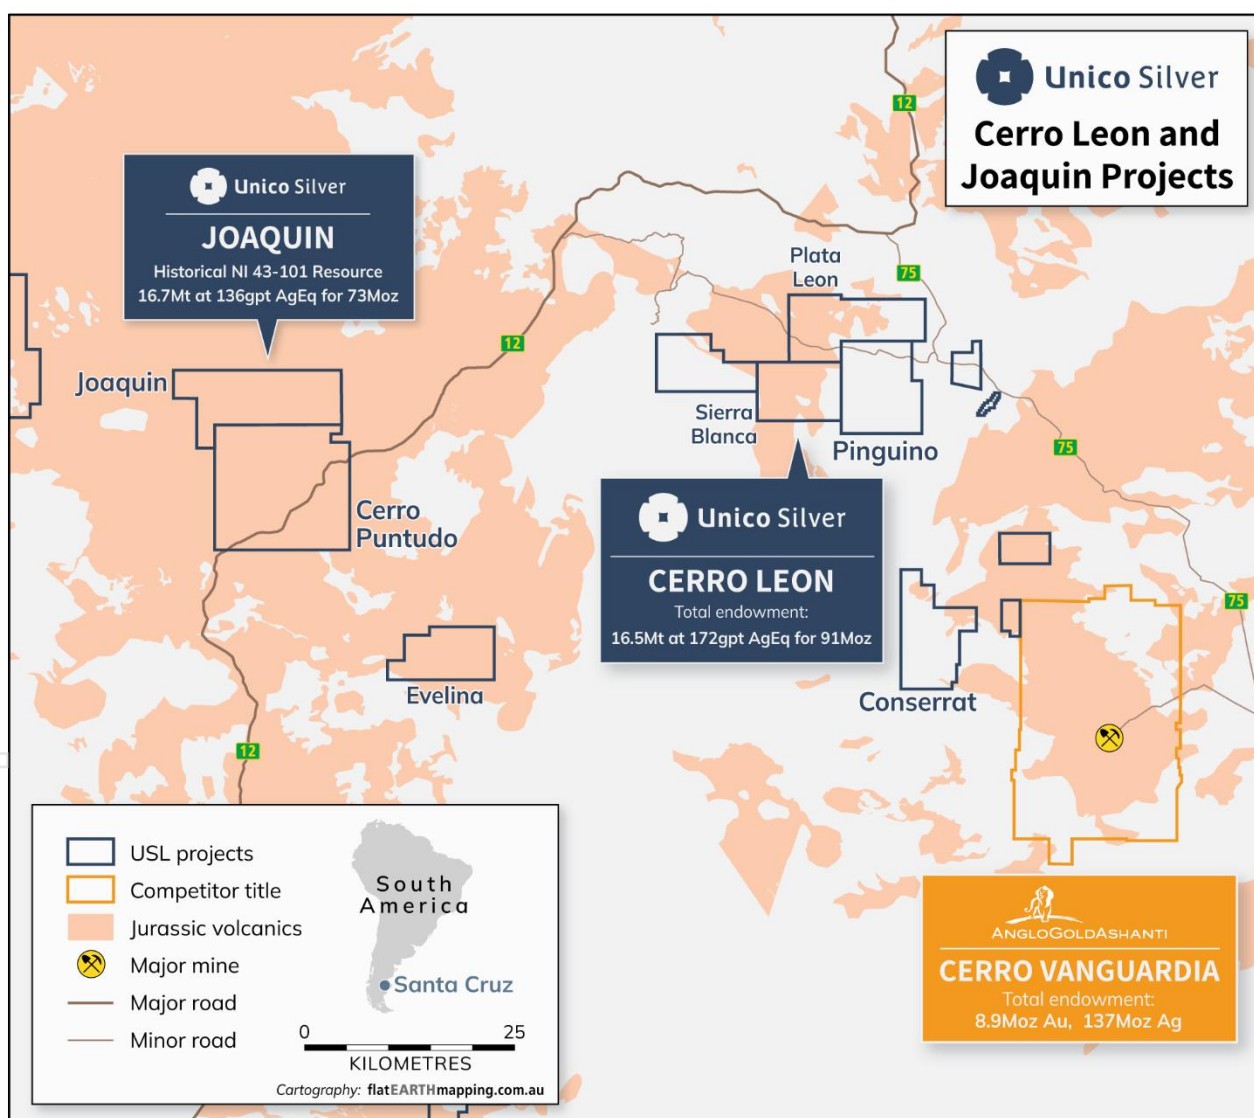 Unico Silver
Cerro Leon and
Joaquin Projects
12
Unico Silver
JOAQUIN
Historical NI 43-101 Resource
16.7Mt at 136gpt AgEq for 73Moz
Plata
Leon
75
12
Joaquin
Sierra
Blanca
Pinguino
75
Cerro
Puntudo
Unico Silver
CERRO LEON
Total endowment:
16.5Mt at 172gpt AgEq for 91Moz
75
Evelina
Conserrat
12
USL projects
Competitor title
Jurassic volcanics
Major mine
Major road
Minor road
South
America
Santa Cruz
0 25
KILOMETRES
Cartography: flatEARTHmapping.com.au
ANGLOGOLDASHANTI
CERRO VANGUARDIA
Total endowment:
8.9Moz Au, 137Moz Ag